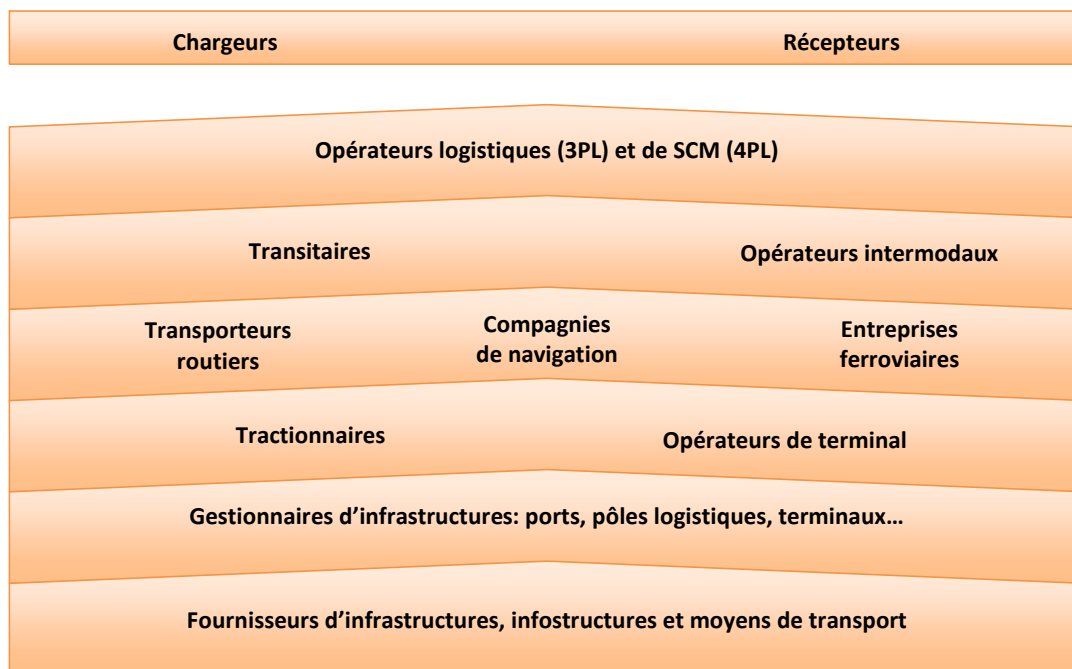 Chargeurs Récepteurs
Opérateurs logistiques (3PL) et de SCM (4PL)
Transitaires Opérateurs intermodaux
Transporteurs routiers
Compagnies de navigation
Entreprises ferroviaires
Tractionnaires Opérateurs de terminal
Gestionnaires d’infrastructures: ports, pôles logistiques, terminaux…
Fournisseurs d’infrastructures, infostructures et moyens de transport